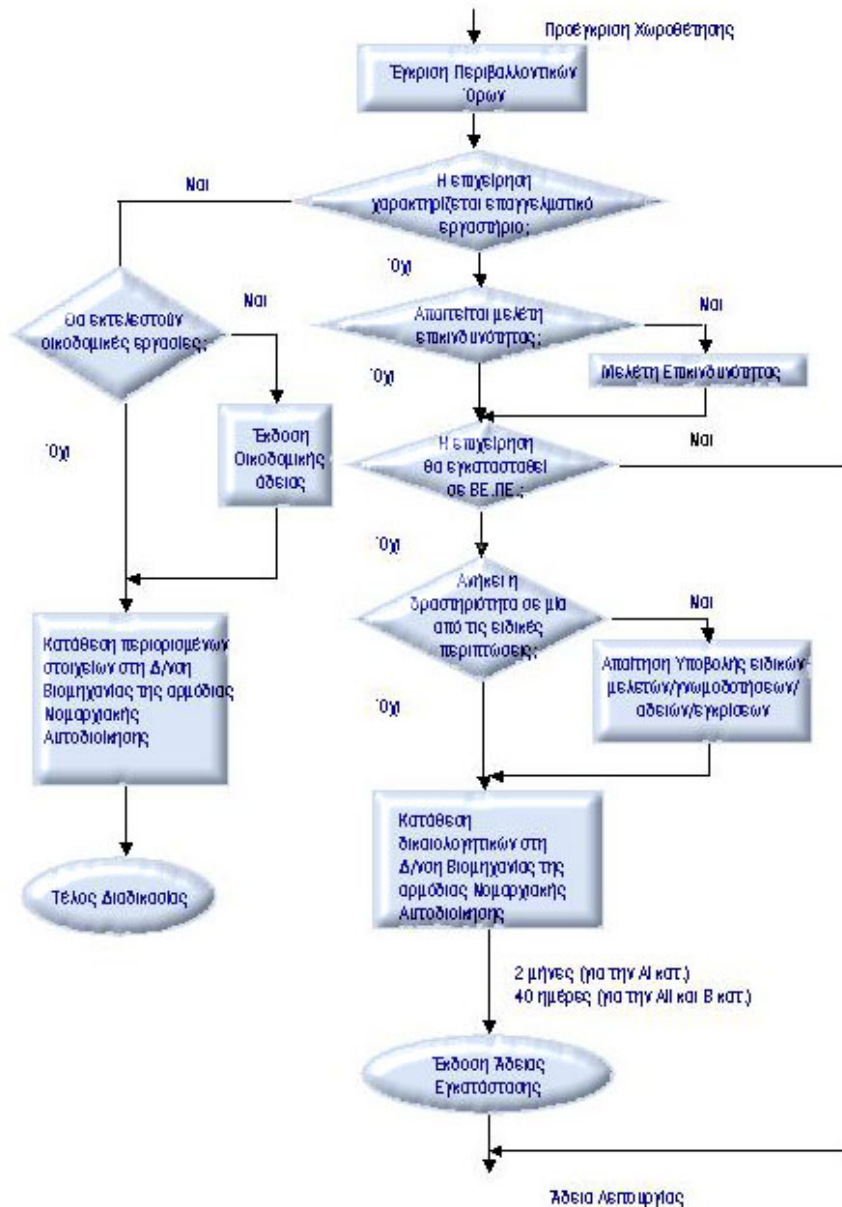 Προέγκριση Χωροθέτησης
Έγκριση Περιβαλλοντικών
Όρων
Η επιχείρηση
χαρακτηρίζεται επαγγελματικό
εργαστήριο;
Ναι
Όχι
Θα εκτελεστούν
οικοδομικές εργασίες;
Ναι
Απαιτείται μελέτη
επικινδυνότητας;
Ναι
Μελέτη Επικινδυνότητας
Όχι
Όχι
Έκδοση
Οικοδομικής
άδειας
Η επιχείρηση
θα εγκατασταθεί
σε ΒΕ.ΠΕ.;
Ναι
Όχι
Ανήκει η
δραστηριότητα σε μία
από τις ειδικές
περιπτώσεις;
Ναι
Απαίτηση Υποβολής ειδικών
μελετών/γνωμοδοτήσεων/
αδειών/εγκρίσεων
Όχι
Κατάθεση περιορισμένων
στοιχείων στη Δ/νση
Βιομηχανίας της αρμόδιας
Νομαρχιακής
Αυτοδιοίκησης
Τέλος Διαδικασίας
Κατάθεση
δικαιολογητικών στη
Δ/νση Βιομηχανίας της
αρμόδιας Νομαρχιακής
Αυτοδιοίκησης
2 μήνες (για την ΑΙ κατ.)
40 ημέρες (για την ΑΙΙ και Β κατ.)
Έκδοση Άδειας
Εγκατάστασης
Άδεια Λειτουργίας